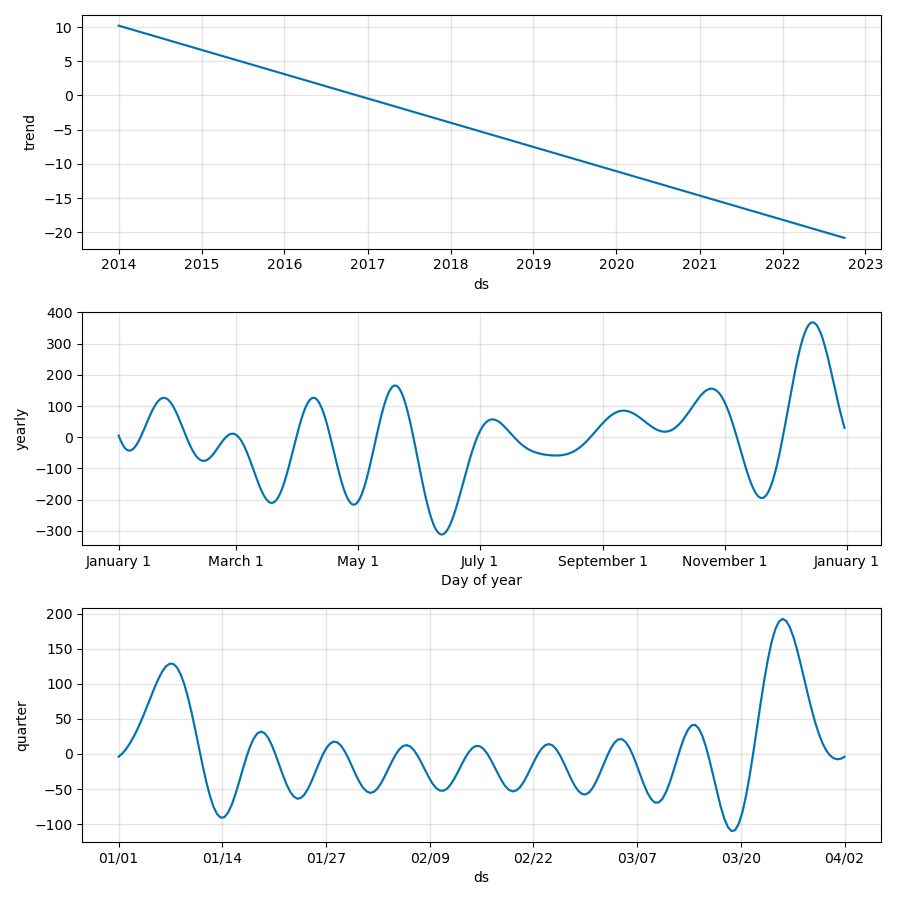 10
5
0
−5
−10
−15
−20
trend
2014 2015 2016 2017 2018 2019 2020 2021 2022 2023
ds
400
300
200
100
0
−100
−200
−300
yearly
January 1 March 1 May 1 July 1 September 1 November 1 January 1
Day of year
200
150
100
50
0
−50
−100
quarter
01/01 01/14 01/27 02/09 02/22 03/07 03/20 04/02
ds